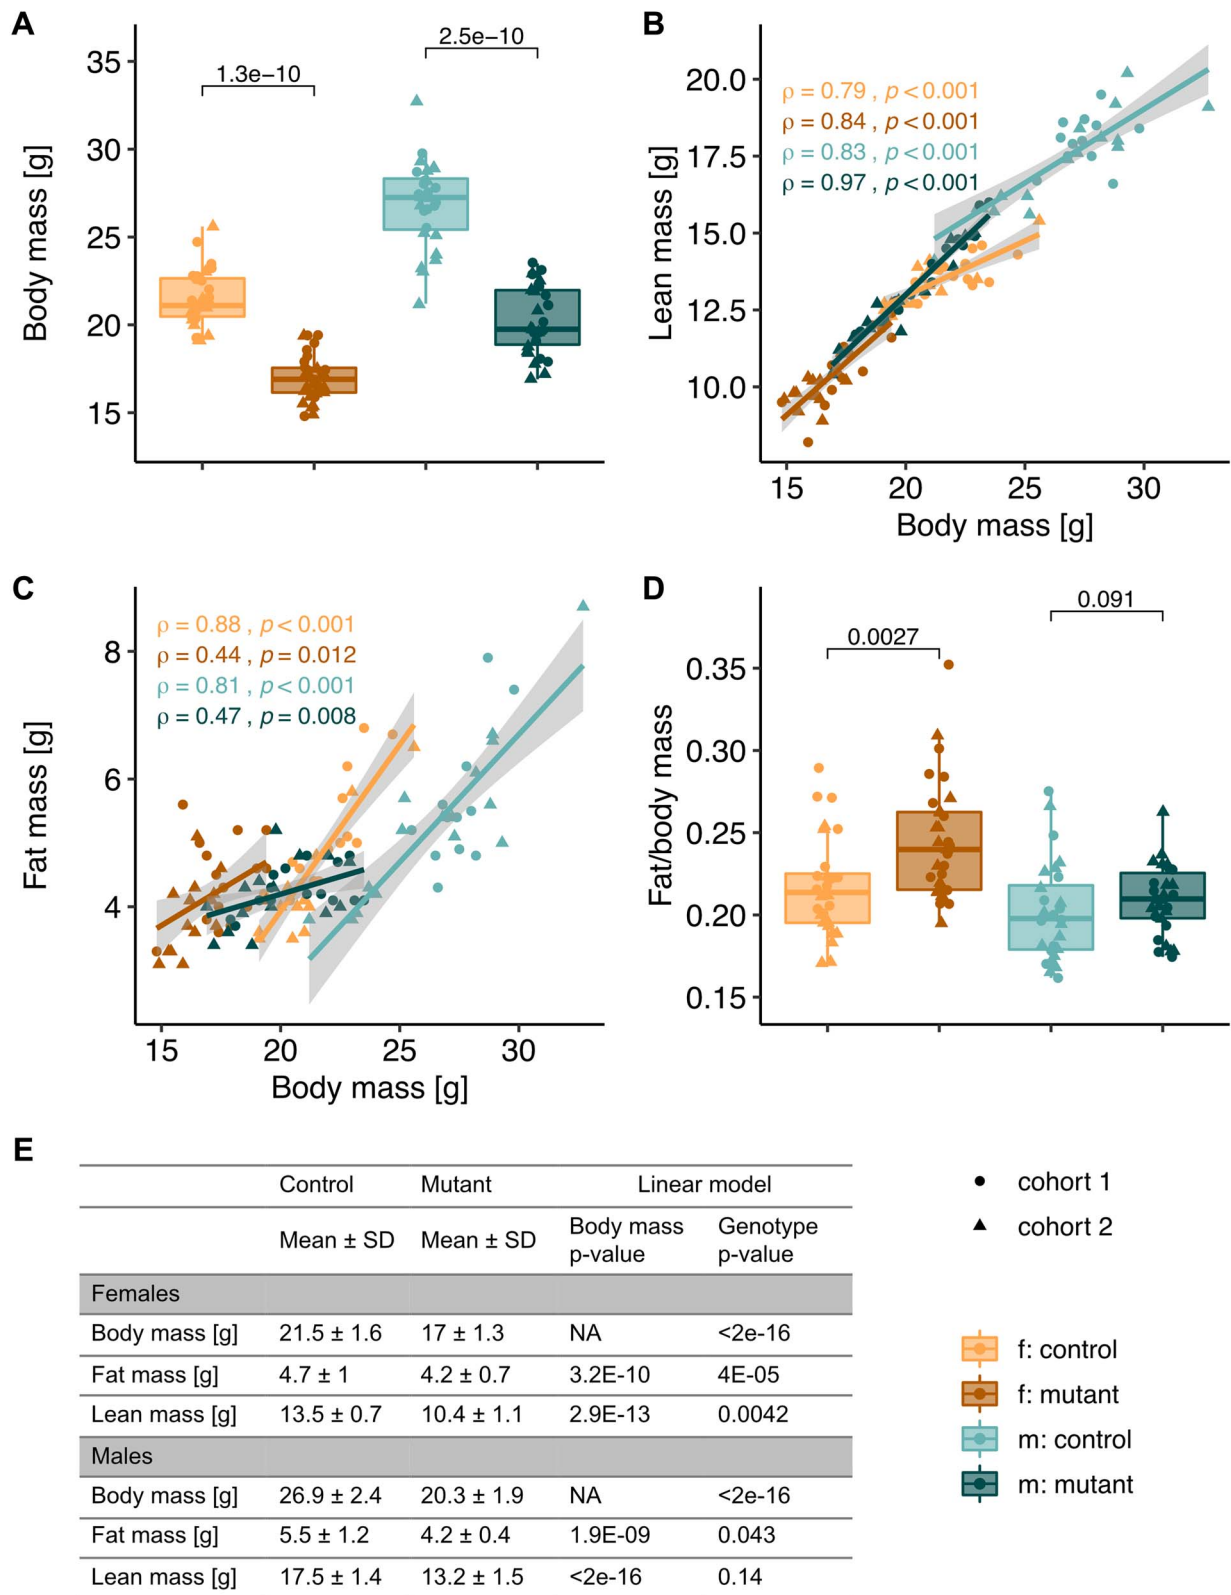 A
Body mass [g]
35
30
25
20
15
1.3e−10
2.5e−10
B
Lean mass [g]
20.0
17.5
15.0
12.5
10.0
ρ = 0.79 , p < 0.001
ρ = 0.84 , p < 0.001
ρ = 0.83 , p < 0.001
ρ = 0.97 , p < 0.001
15 20 25 30
Body mass [g]
C
Fat mass [g]
8
6
4
ρ = 0.88 , p < 0.001
ρ = 0.44 , p = 0.012
ρ = 0.81 , p < 0.001
ρ = 0.47 , p = 0.008
15 20 25 30
Body mass [g]
D
Fat/body mass
0.35
0.30
0.25
0.20
0.15
0.0027
0.091
E
Control Mutant Linear model
Mean ± SD Mean ± SD Body mass p-value Genotype p-value
Females
Body mass [g] 21.5 ± 1.6 17 ± 1.3 NA <2e-16
Fat mass [g] 4.7 ± 1 4.2 ± 0.7 3.2E-10 4E-05
Lean mass [g] 13.5 ± 0.7 10.4 ± 1.1 2.9E-13 0.0042
Males
Body mass [g] 26.9 ± 2.4 20.3 ± 1.9 NA <2e-16
Fat mass [g] 5.5 ± 1.2 4.2 ± 0.4 1.9E-09 0.043
Lean mass [g] 17.5 ± 1.4 13.2 ± 1.5 <2e-16 0.14
cohort 1
cohort 2
f: control
f: mutant
m: control
m: mutant